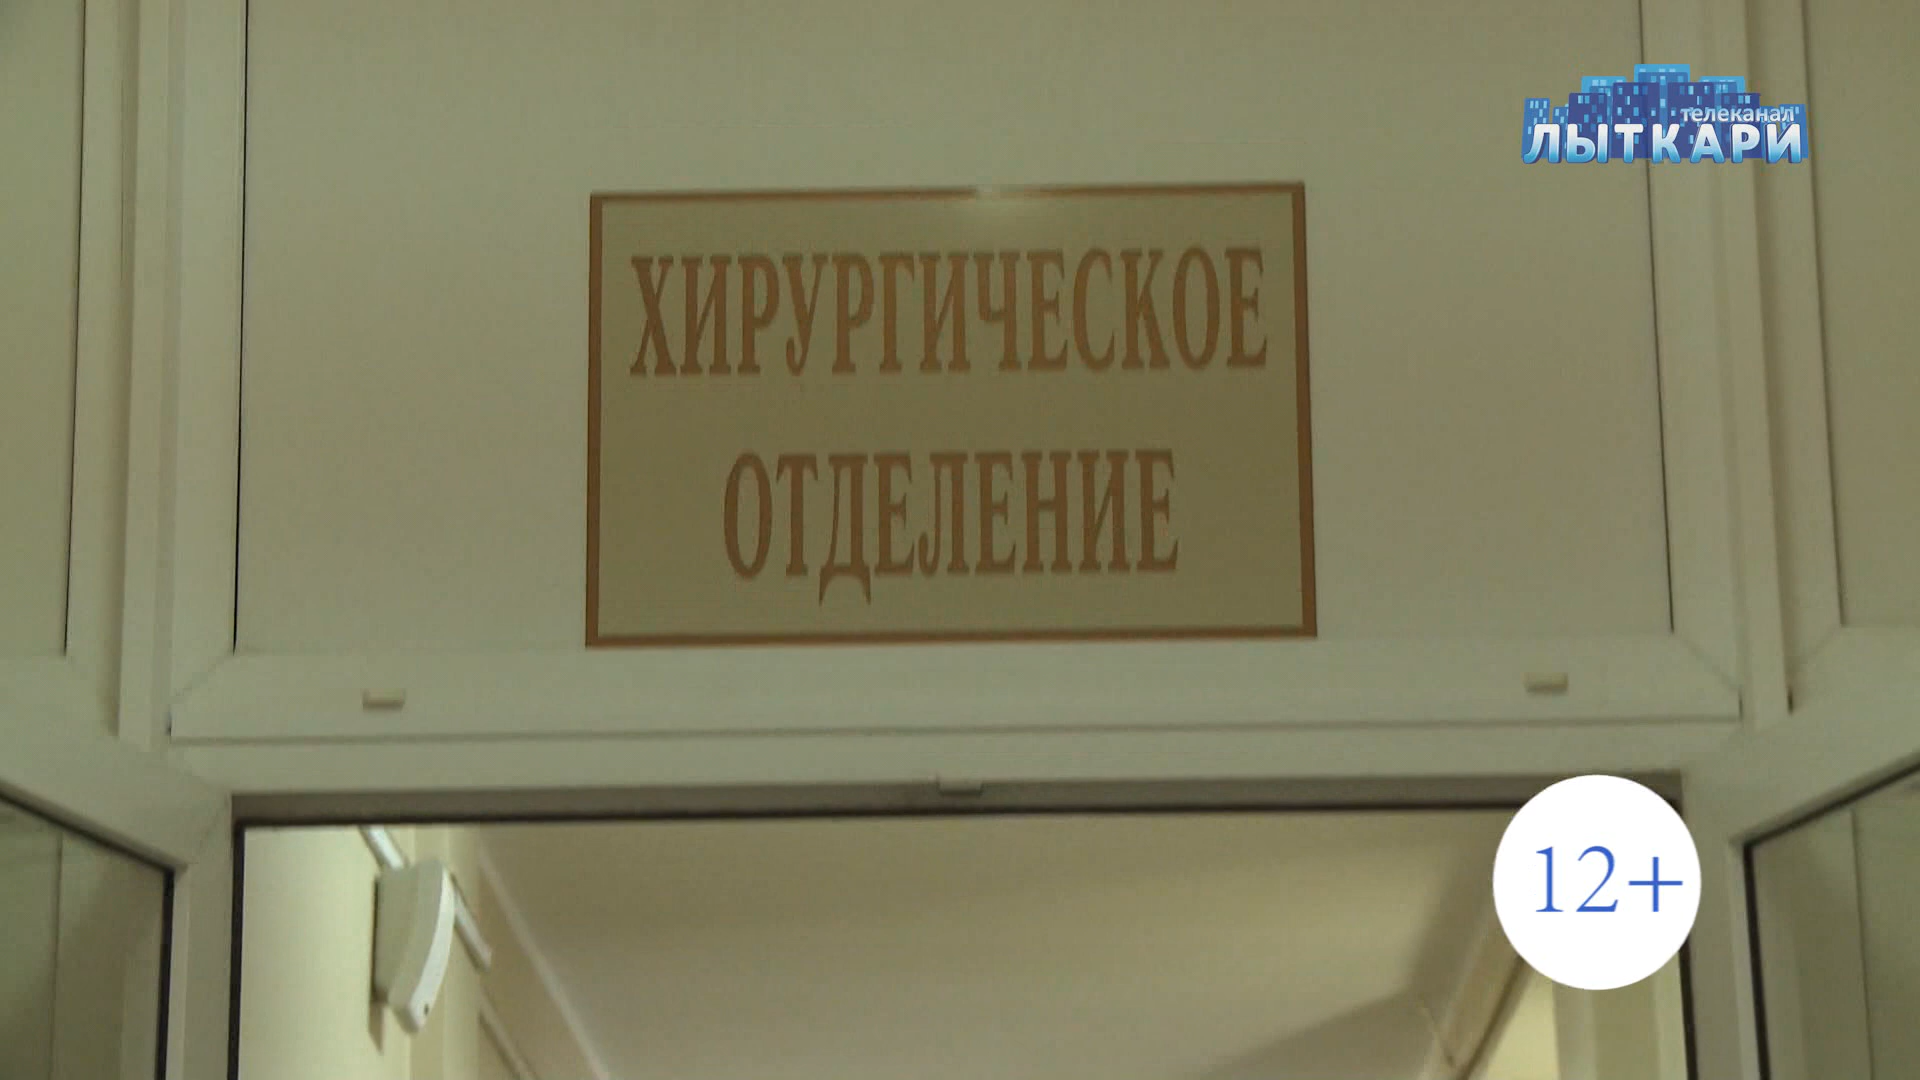 телеканал
ЛЫТКАРИ
ХИРУРГИЧЕСКОЕ
ОТДЕЛЕНИЕ
12+